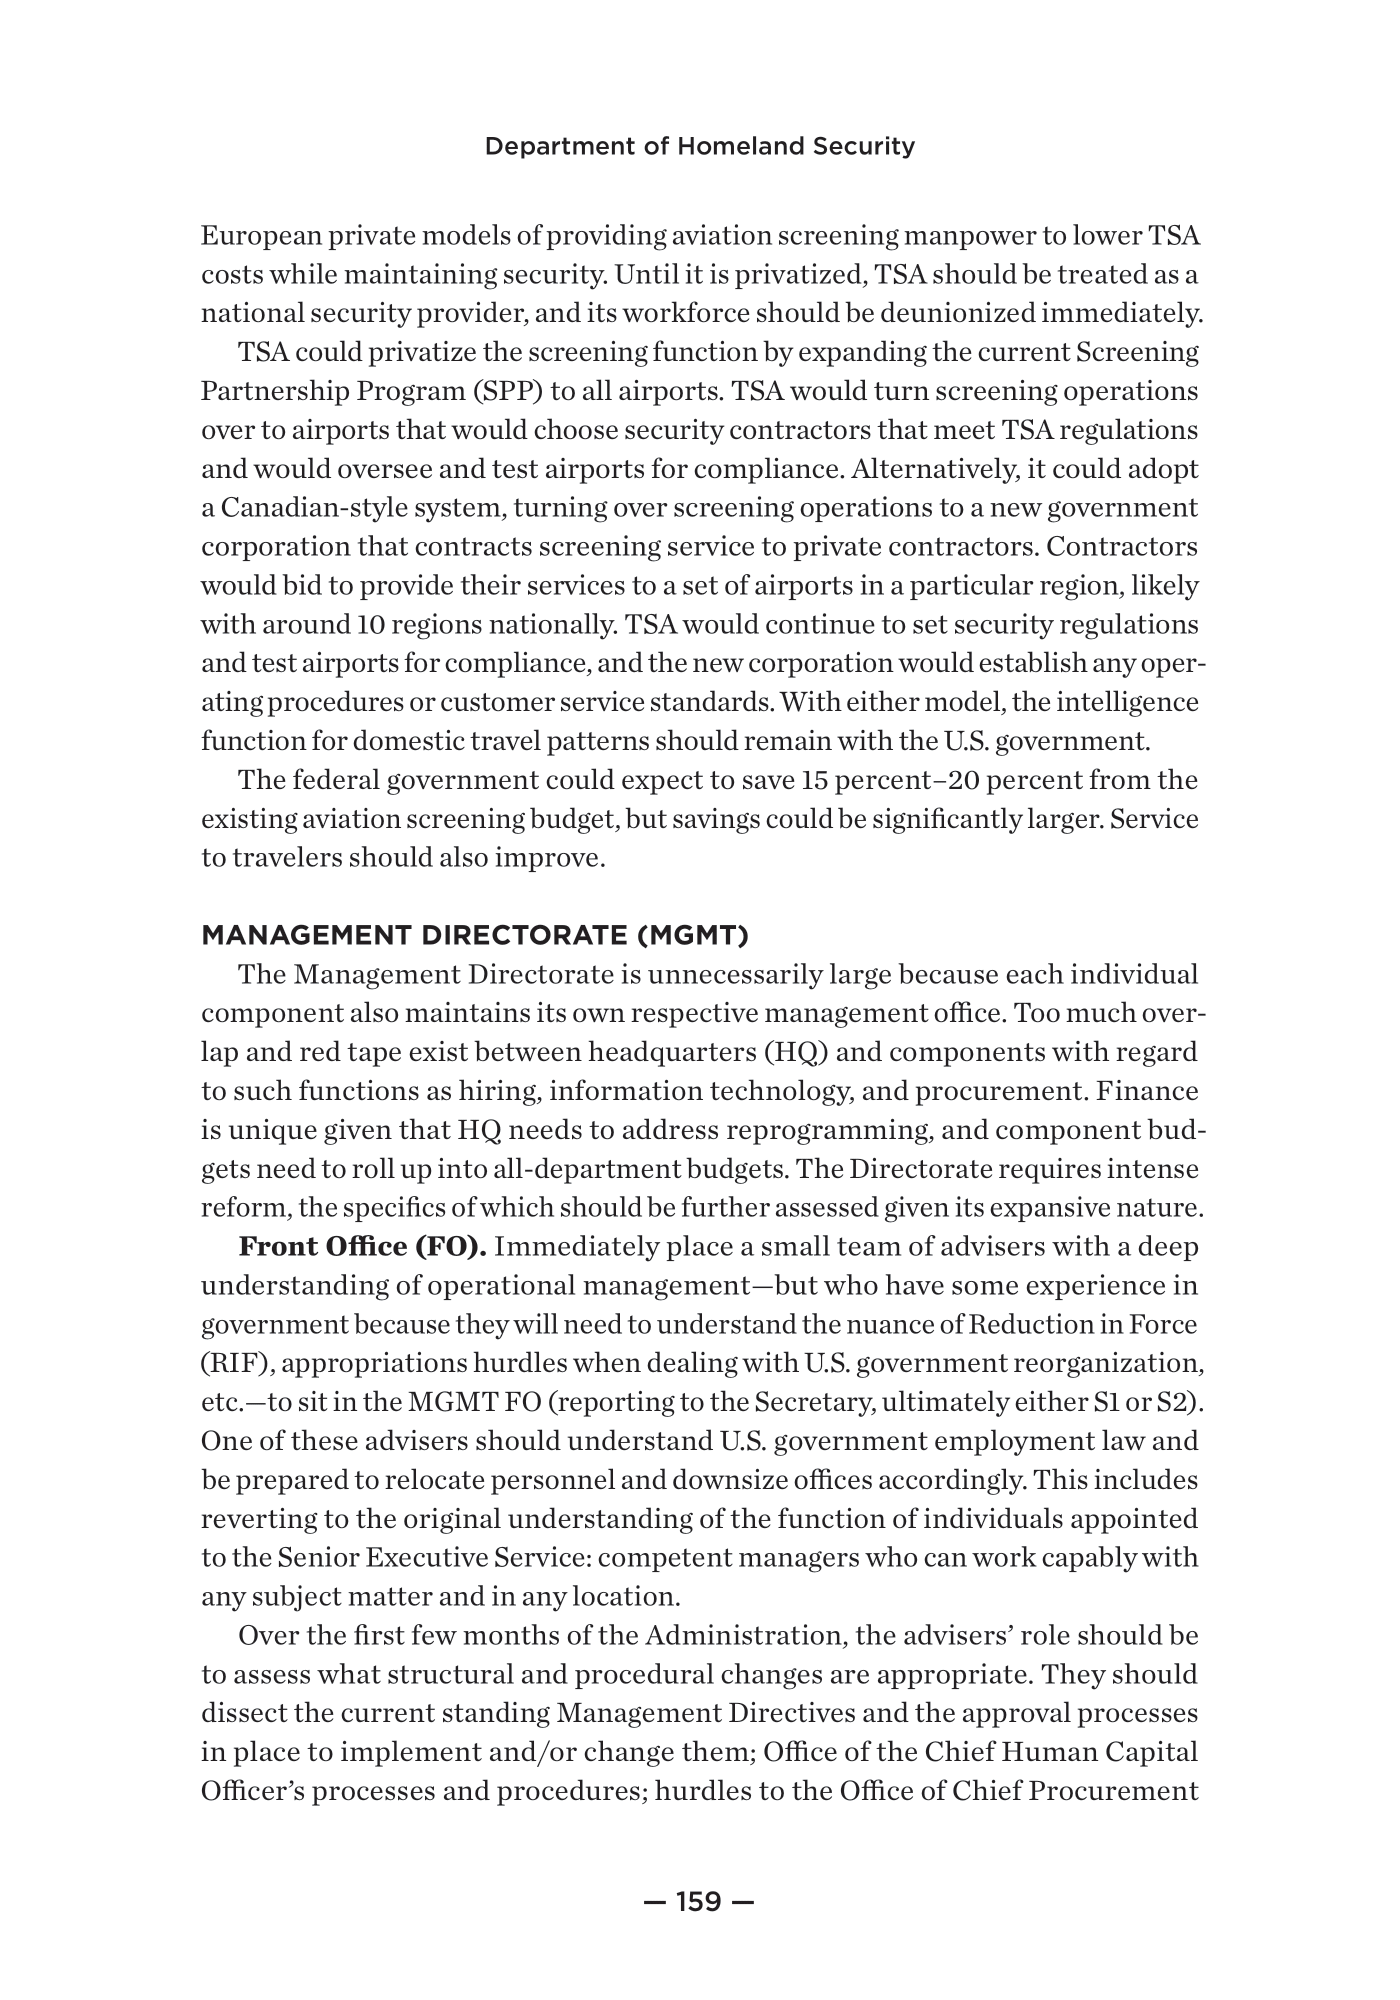 Department of Homeland Security
European private models of providing aviation screening manpower to lower TSA
costs while maintaining security. Until it is privatized, TSA should be treated as a
national security provider, and its workforce should be deunionized immediately.
TSA could privatize the screening function by expanding the current Screening
Partnership Program (SPP) to all airports. TSA would turn screening operations
over to airports that would choose security contractors that meet TSA regulations
and would oversee and test airports for compliance. Alternatively, it could adopt
a Canadian-style system, turning over screening operations to a new government
corporation that contracts screening service to private contractors. Contractors
would bid to provide their services to a set of airports in a particular region, likely
with around 10 regions nationally. TSA would continue to set security regulations
and test airports for compliance, and the new corporation would establish any oper-
ating procedures or customer service standards. With either model, the intelligence
function for domestic travel patterns should remain with the U.S. government.
The federal government could expect to save 15 percent–20 percent from the
existing aviation screening budget, but savings could be significantly larger. Service
to travelers should also improve.
MANAGEMENT DIRECTORATE (MGMT)
The Management Directorate is unnecessarily large because each individual
component also maintains its own respective management office. Too much over-
lap and red tape exist between headquarters (HQ) and components with regard
to such functions as hiring, information technology, and procurement. Finance
is unique given that HQ needs to address reprogramming, and component bud-
gets need to roll up into all-department budgets. The Directorate requires intense
reform, the specifics of which should be further assessed given its expansive nature.
Front Office (FO). Immediately place a small team of advisers with a deep
understanding of operational management—but who have some experience in
government because they will need to understand the nuance of Reduction in Force
(RIF), appropriations hurdles when dealing with U.S. government reorganization,
etc.—to sit in the MGMT FO (reporting to the Secretary, ultimately either S1 or S2).
One of these advisers should understand U.S. government employment law and
be prepared to relocate personnel and downsize offices accordingly. This includes
reverting to the original understanding of the function of individuals appointed
to the Senior Executive Service: competent managers who can work capably with
any subject matter and in any location.
Over the first few months of the Administration, the advisers’ role should be
to assess what structural and procedural changes are appropriate. They should
dissect the current standing Management Directives and the approval processes
in place to implement and/or change them; Office of the Chief Human Capital
Officer’s processes and procedures; hurdles to the Office of Chief Procurement
— 159 —